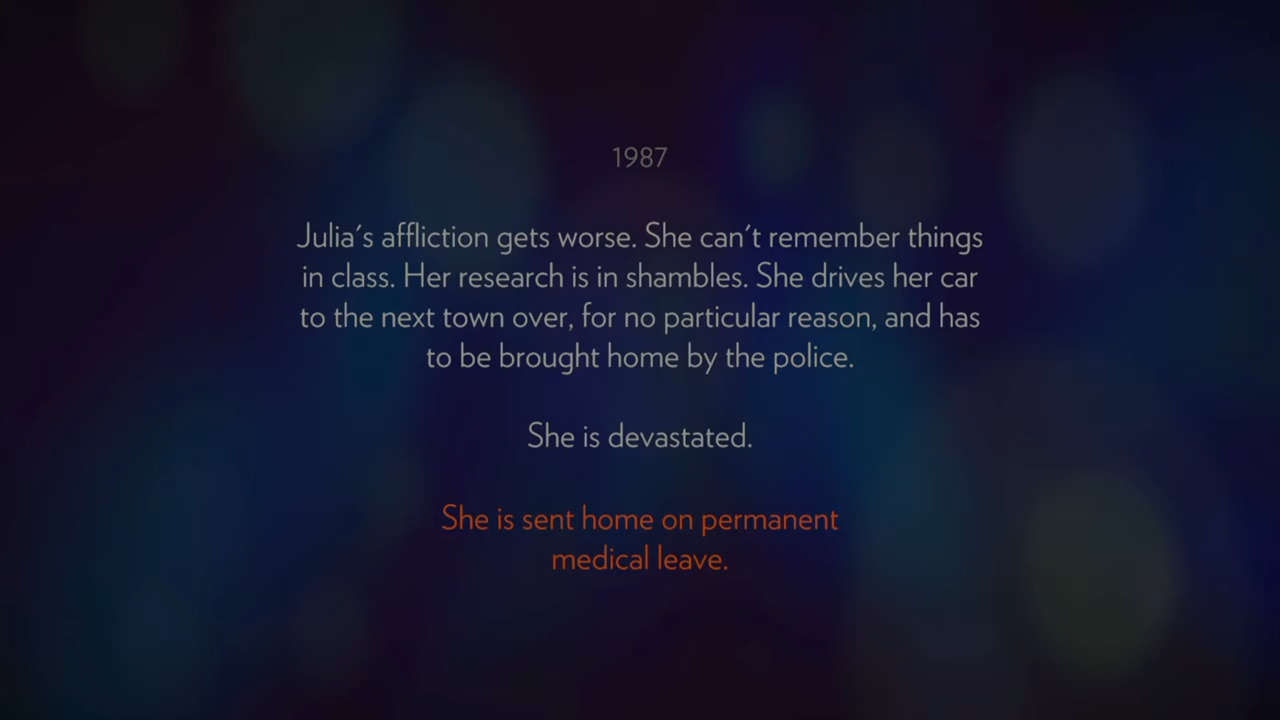 1987
Julia's affliction gets worse. She can't remember things
in class. Her research is in shambles. She drives her car
to the next town over, for no particular reason, and has
to be brought home by the police.
She is devastated.
She is sent home on permanent
medical leave.